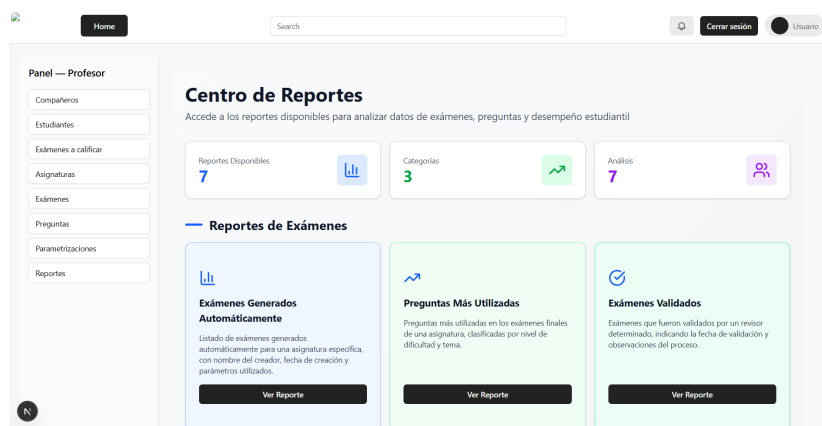 Home
Search
Cerrar sesión
Usuario
Panel — Profesor
Compañeros
Estudiantes
Exámenes a calificar
Asignaturas
Exámenes
Preguntas
Parametrizaciones
Reportes
N
Centro de Reportes
Accede a los reportes disponibles para analizar datos de exámenes, preguntas y desempeño estudiantil
Reportes Disponibles
7
Categorías
3
Análisis
7
Reportes de Exámenes
Exámenes Generados
Automáticamente
Listado de exámenes generados
automáticamente para una asignatura específica,
con nombre del creador, fecha de creación y
parámetros utilizados.
Ver Reporte
Preguntas Más Utilizadas
Preguntas más utilizadas en los exámenes finales
de una asignatura, clasificadas por nivel de
dificultad y tema.
Ver Reporte
Exámenes Validados
Exámenes que fueron validados por un revisor
determinado, indicando la fecha de validación y
observaciones del proceso.
Ver Reporte